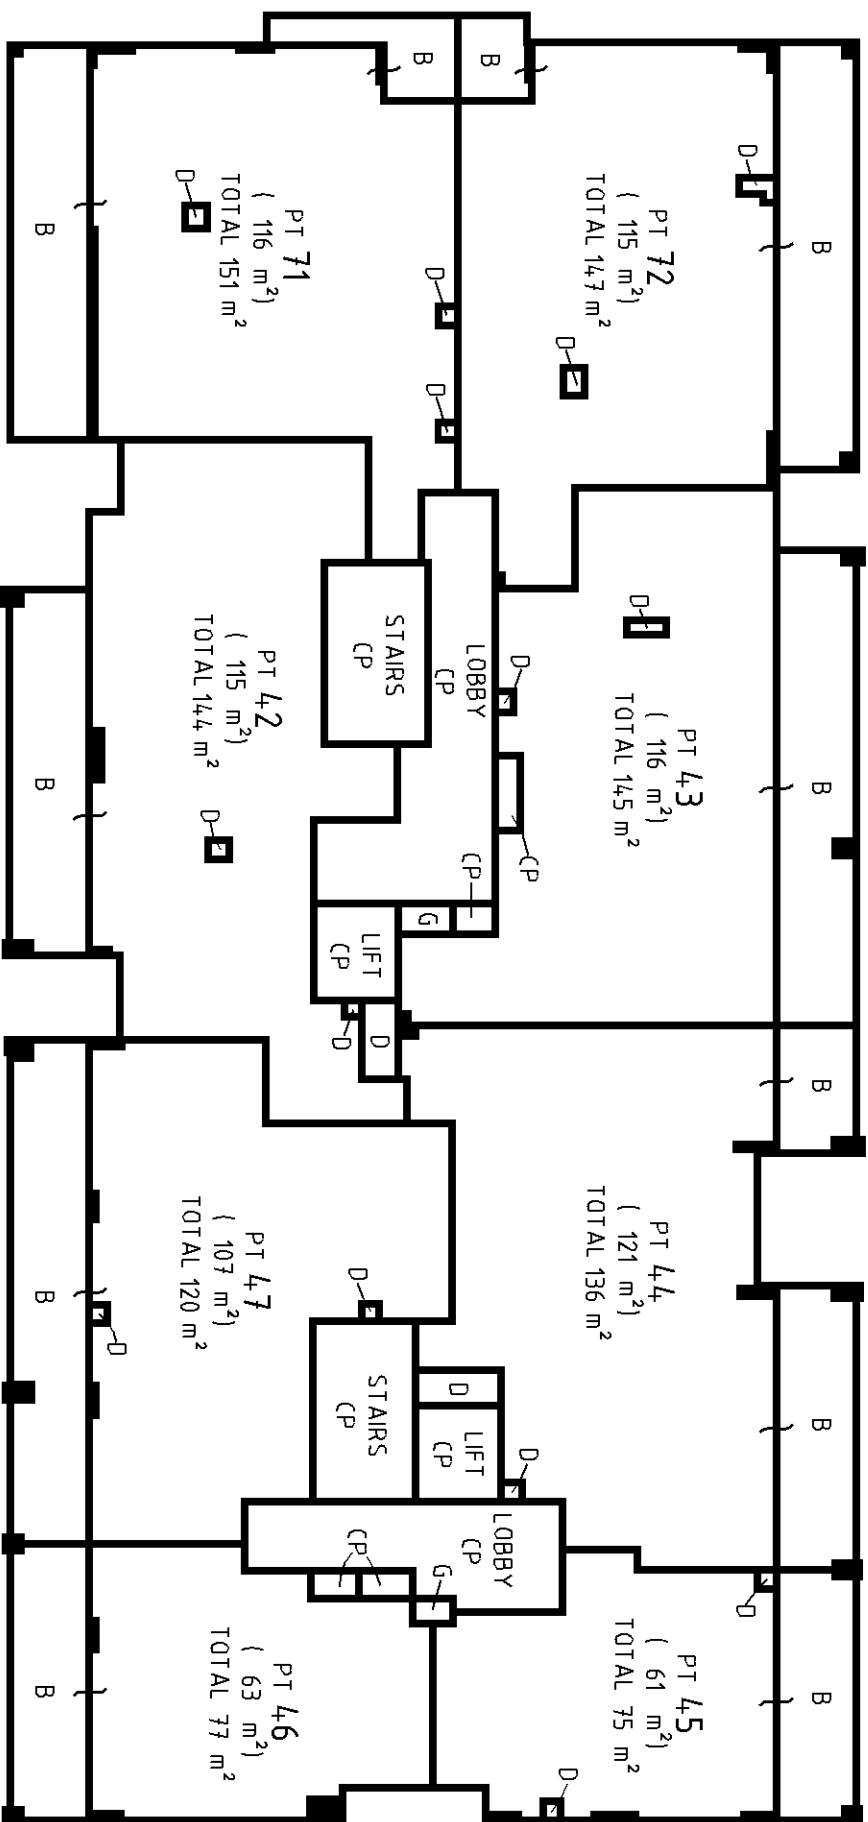 B
B
B
D
B
D
PT 71
( 116 m²)
TOTAL 151 m²
PT 72
( 115 m²)
TOTAL 147 m²
B
D
D
D
PT 42
( 115 m²)
TOTAL 144 m²
STAIRS
CP
LOBBY
CP
D
D
PT 43
( 116 m²)
TOTAL 145 m²
B
B
D
CP
CP
G
LIFT
CP
D
D
B
PT 47
( 107 m²)
TOTAL 120 m²
PT 44
( 121 m²)
TOTAL 136 m²
B
D
D
B
STAIRS
CP
D
LIFT
CP
D
LOBBY
CP
CP
G
D
B
PT 46
( 63 m²)
TOTAL 77 m²
PT 45
( 61 m²)
TOTAL 75 m²
B
D